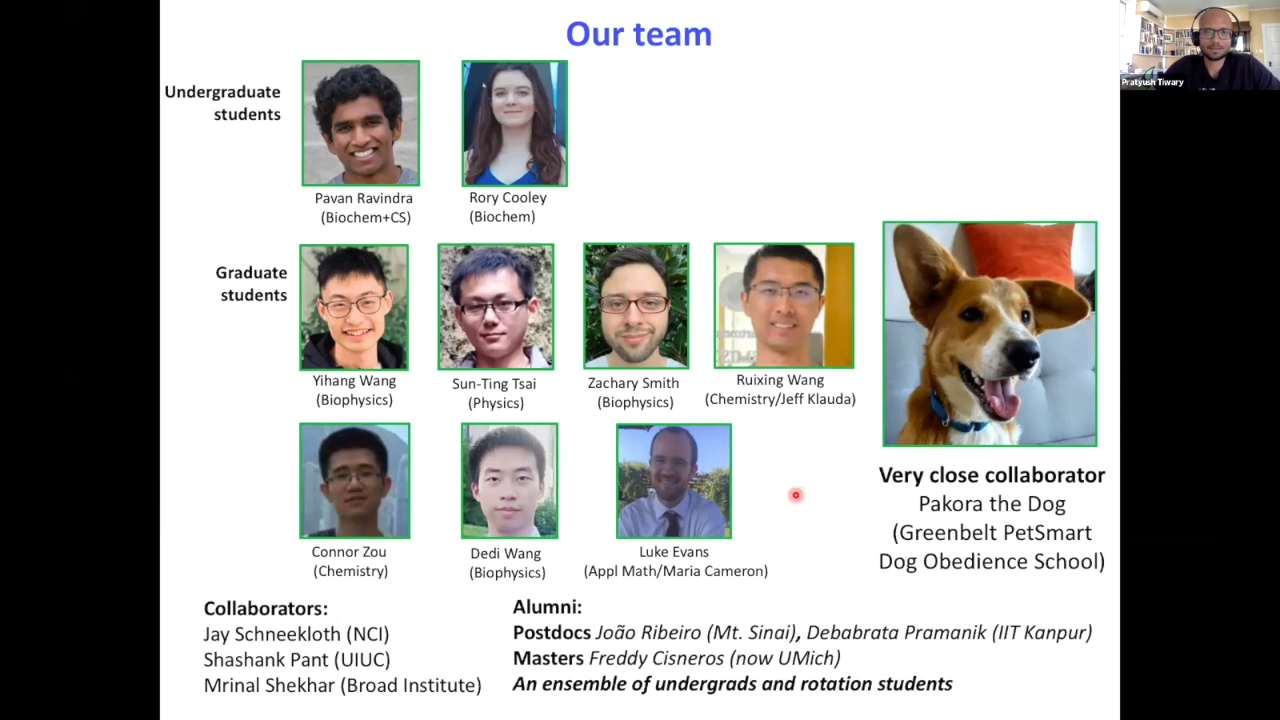 Our team
Pratyush Tiwary
Undergraduate
students
Pavan Ravindra
(Biochem+CS)
Rory Cooley
(Biochem)
Graduate
students
Yihang Wang
(Biophysics)
Sun-Ting Tsai
(Physics)
Zachary Smith
(Biophysics)
Ruixing Wang
(Chemistry/Jeff Klauda)
Connor Zou
(Chemistry)
Dedi Wang
(Biophysics)
Luke Evans
(Appl Math/Maria Cameron)
Very close collaborator
Pakora the Dog
(Greenbelt PetSmart
Dog Obedience School)
Collaborators:
Jay Schneekloth (NCI)
Shashank Pant (UIUC)
Mrinal Shekhar (Broad Institute)
Alumni:
Postdocs João Ribeiro (Mt. Sinai), Debabrata Pramanik (IIT Kanpur)
Masters Freddy Cisneros (now UMich)
An ensemble of undergrads and rotation students